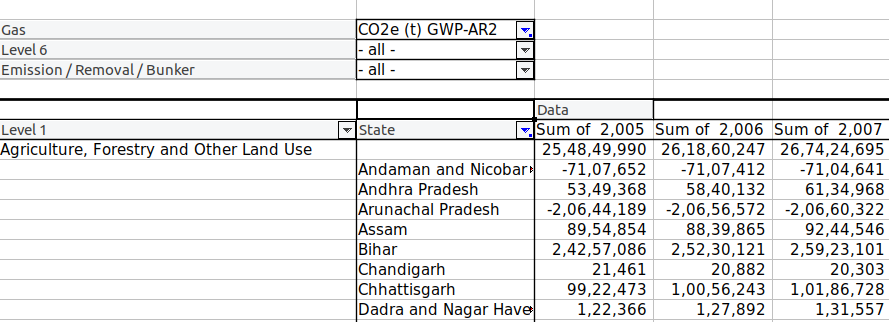 Gas CO2e (t) GWP-AR2
Level 6 - all -
Emission / Removal / Bunker - all -
Data
Level 1 State Sum of 2,005 Sum of 2,006 Sum of 2,007
Agriculture, Forestry and Other Land Use 25,48,49,990 26,18,60,247 26,74,24,695
Andaman and Nicobar -71,07,652 -71,07,412 -71,04,641
Andhra Pradesh 53,49,368 58,40,132 61,34,968
Arunachal Pradesh -2,06,44,189 -2,06,56,572 -2,06,60,322
Assam 89,54,854 88,39,865 92,44,546
Bihar 2,42,57,086 2,52,30,121 2,59,23,101
Chandigarh 21,461 20,882 20,303
Chhattisgarh 99,22,473 1,00,56,243 1,01,86,728
Dadra and Nagar Have 1,22,366 1,27,892 1,31,557